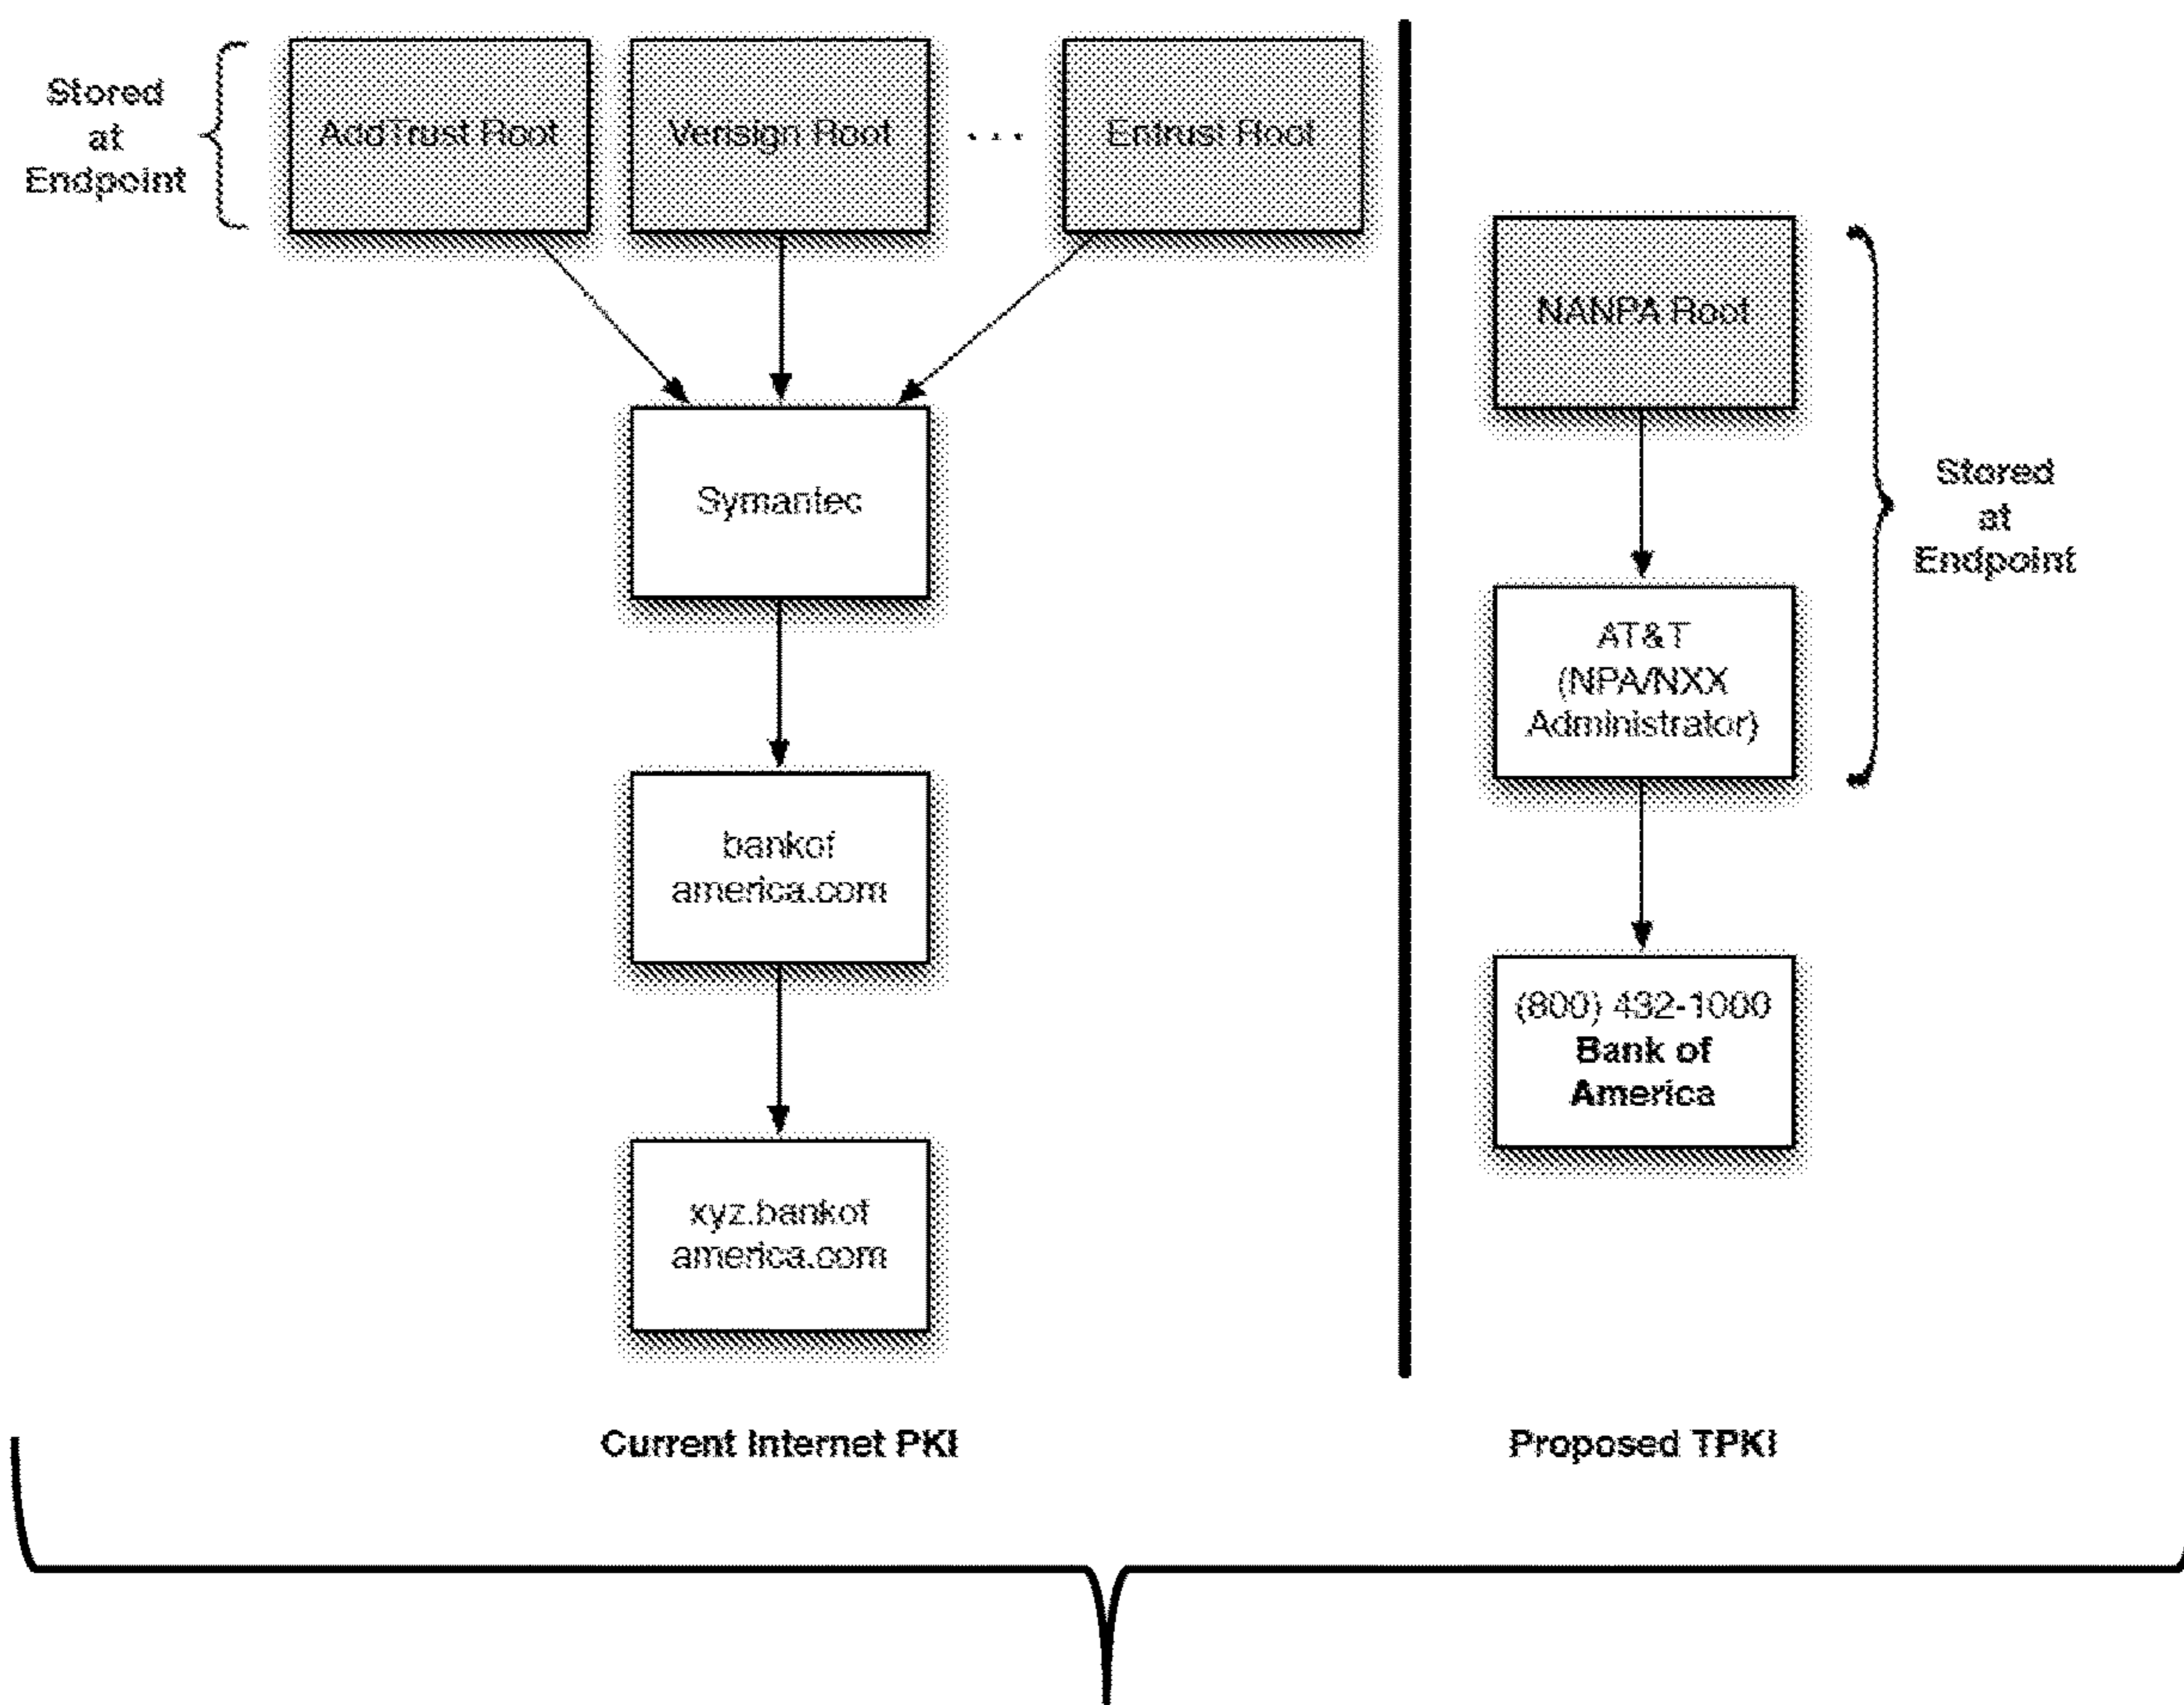 Stored
at
Endpoint
AddTrust Root
Verisign Root
...
Entrust Root
NANPA Root
Stored
at
Endpoint
Symantec
AT&T
(NPA/NXX
Administrator)
bankof
america.com
(800) 432-1000
Bank of
America
xyz.bankof
america.com
Current Internet PKI
Proposed TPKI